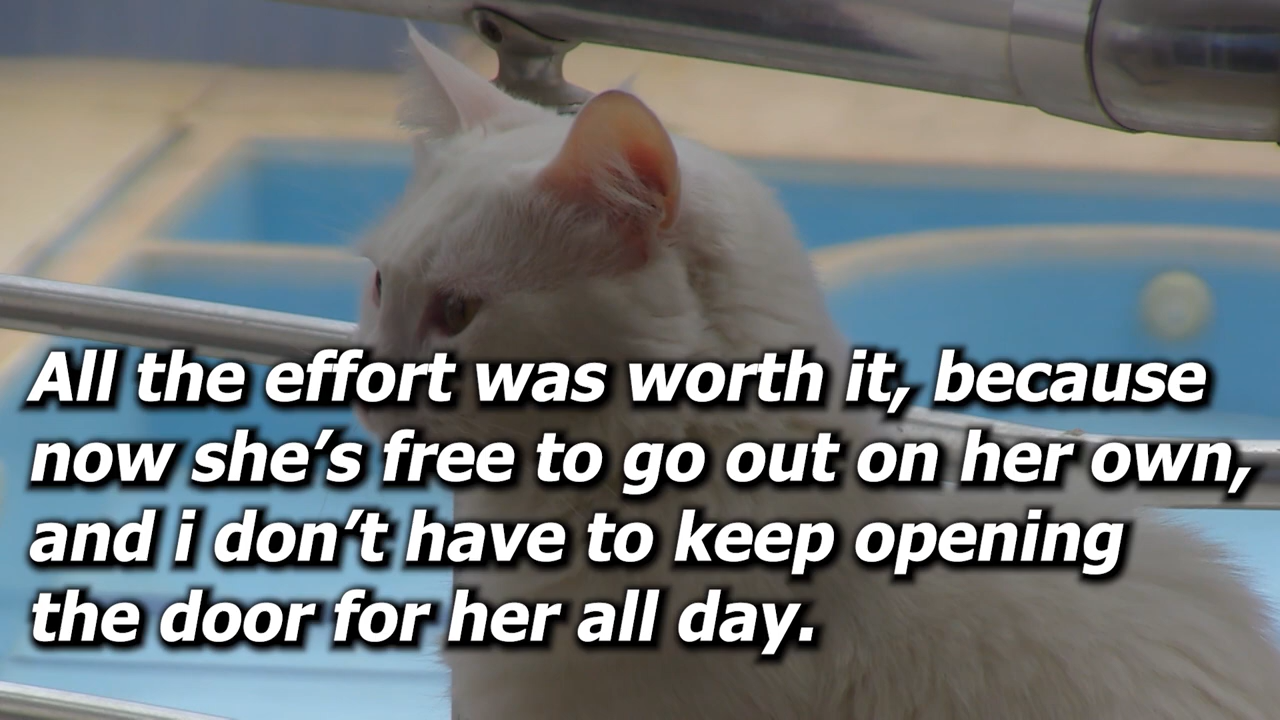 All the effort was worth it, because
now she’s free to go out on her own,
and i don’t have to keep opening
the door for her all day.